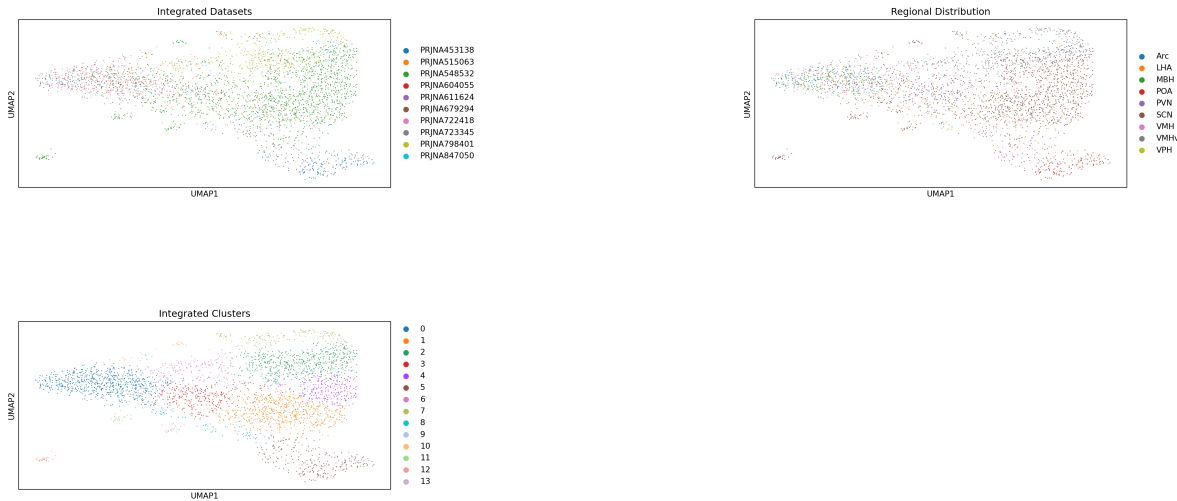 Integrated Datasets
UMAP2
UMAP1
PRJNA453138
PRJNA515063
PRJNA548532
PRJNA604055
PRJNA611624
PRJNA679294
PRJNA722418
PRJNA723345
PRJNA798401
PRJNA847050
Regional Distribution
UMAP2
UMAP1
Arc
LHA
MBH
POA
PVN
SCN
VMH
VMHv
VPH
Integrated Clusters
UMAP2
UMAP1
0
1
2
3
4
5
6
7
8
9
10
11
12
13